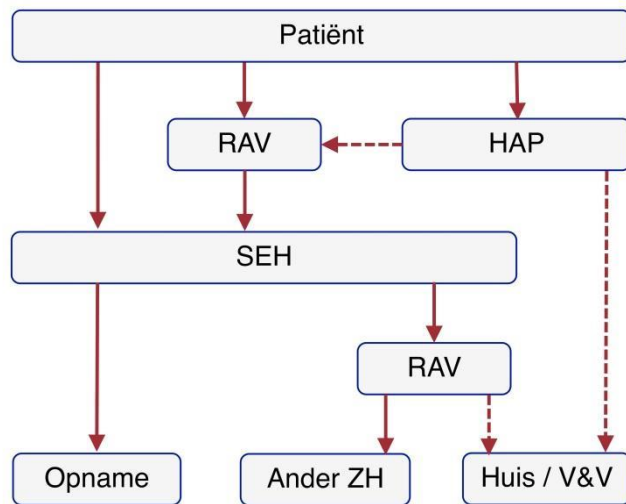 Patiënt
RAV
HAP
SEH
RAV
Opname
Ander ZH
Huis / V&V